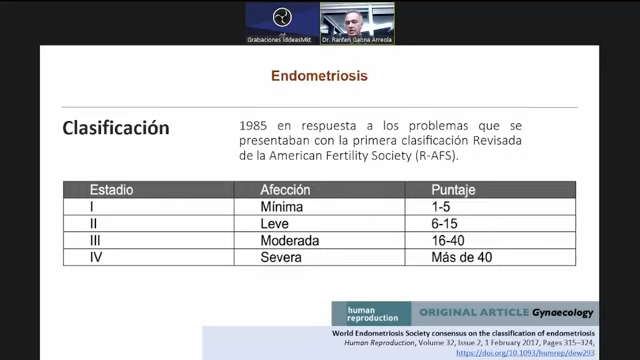 Grabaciones IddeasMkt
Dr. Ranferi Gaona Arreola
Endometriosis
Clasificación
1985 en respuesta a los problemas que se
presentaban con la primera clasificación Revisada
de la American Fertility Society (R-AFS).
Estadio Afección Puntaje
I Mínima 1-5
II Leve 6-15
III Moderada 16-40
IV Severa Más de 40
human
reproduction
ORIGINAL ARTICLE Gynaecology
World Endometriosis Society consensus on the classification of endometriosis
Human Reproduction, Volume 32, Issue 2, 1 February 2017, Pages 315–324,
https://doi.org/10.1093/humrep/dew293